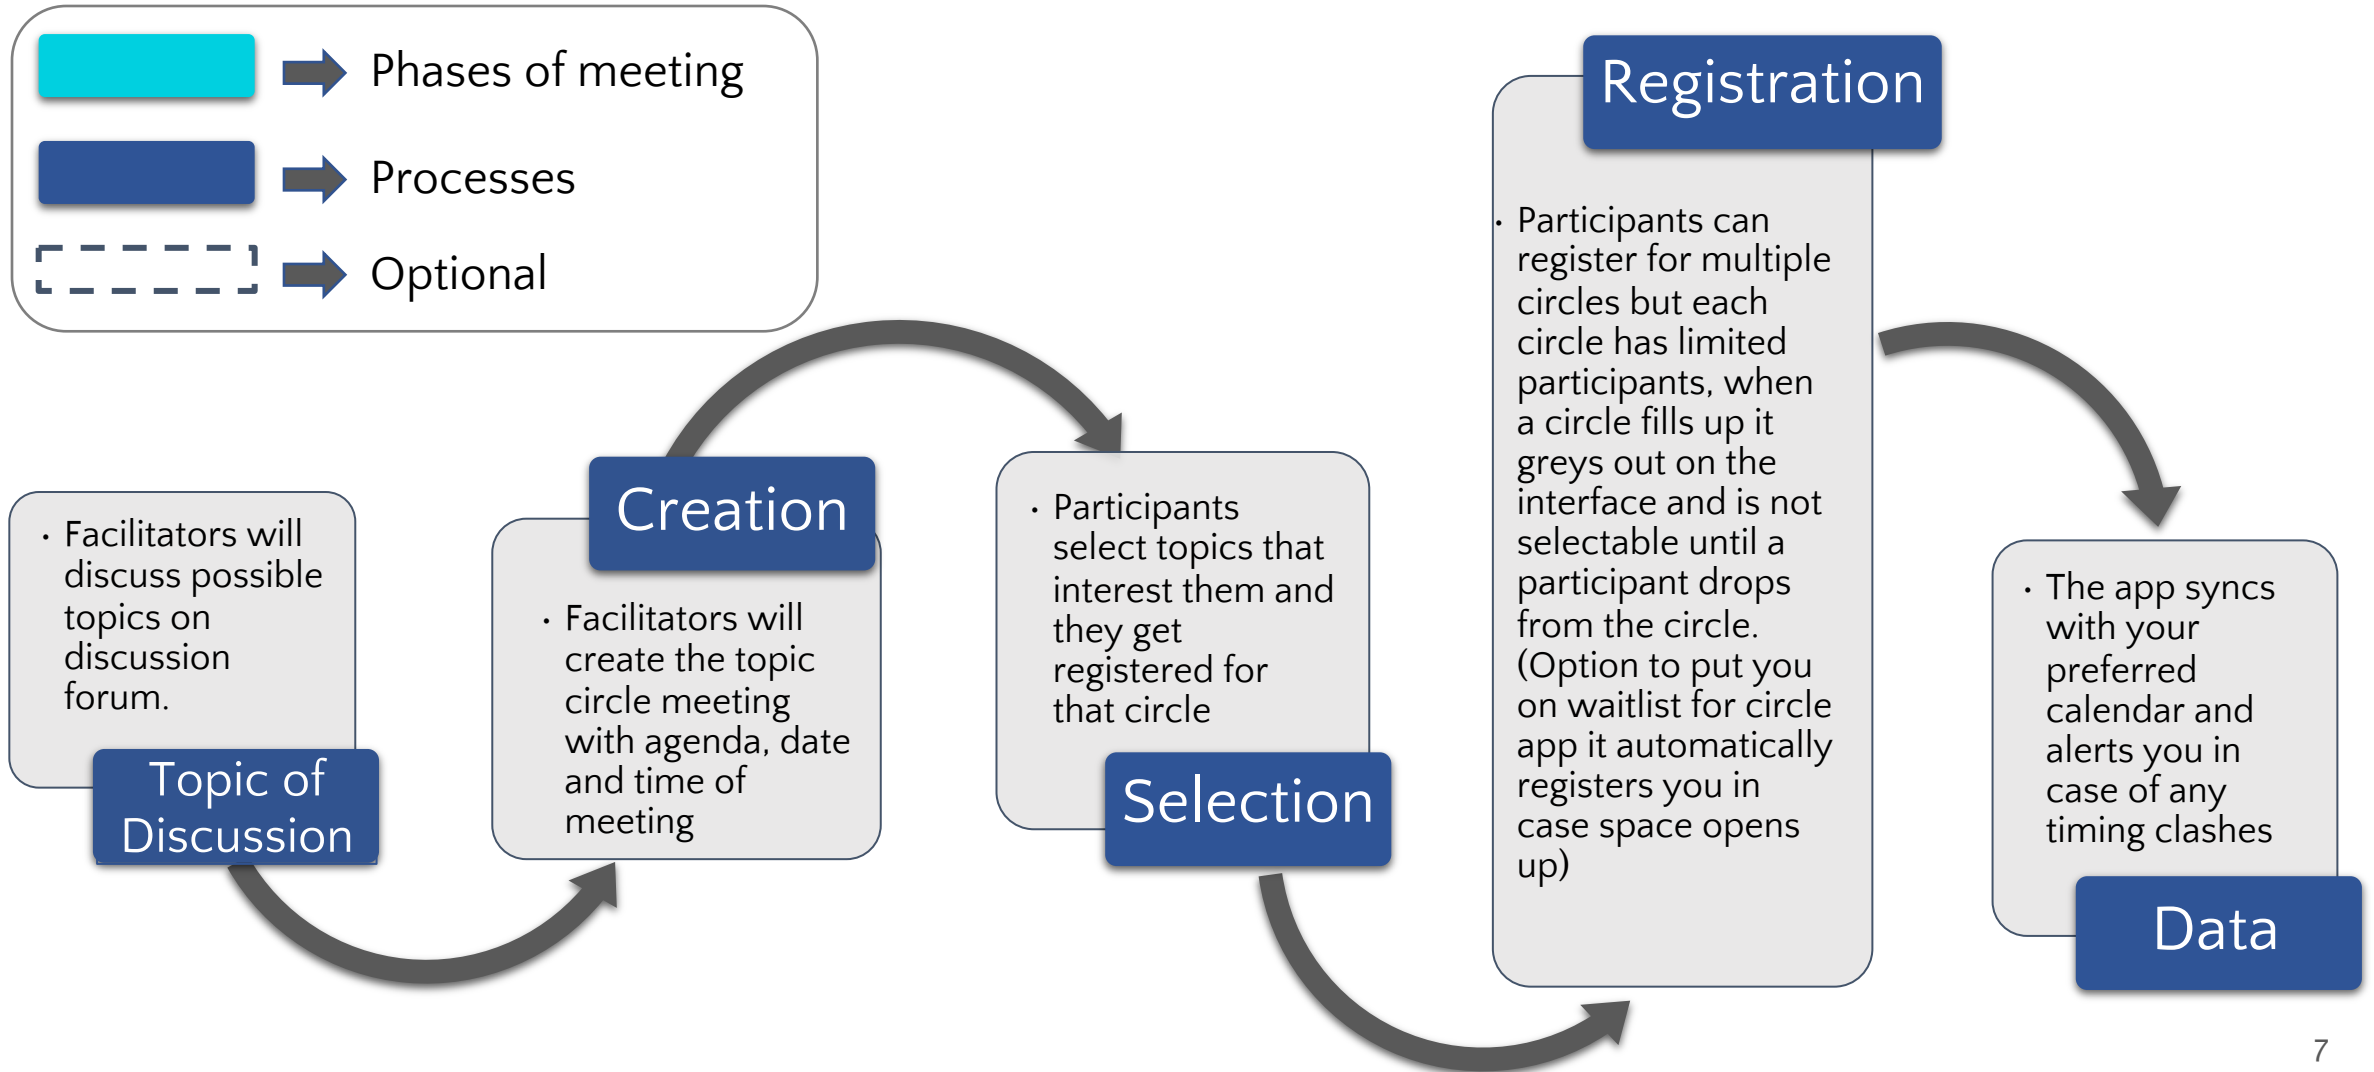 Phases of meeting
Processes
Optional
• Facilitators will
discuss possible
topics on
discussion
forum.
Topic of
Discussion
Creation
• Facilitators will
create the topic
circle meeting
with agenda, date
and time of
meeting
• Participants
select topics that
interest them and
they get
registered for
that circle
Selection
Registration
• Participants can
register for multiple
circles but each
circle has limited
participants, when
a circle fills up it
greys out on the
interface and is not
selectable until a
participant drops
from the circle.
(Option to put you
on waitlist for circle
app it automatically
registers you in
case space opens
up)
• The app syncs
with your
preferred
calendar and
alerts you in
case of any
timing clashes
Data
7